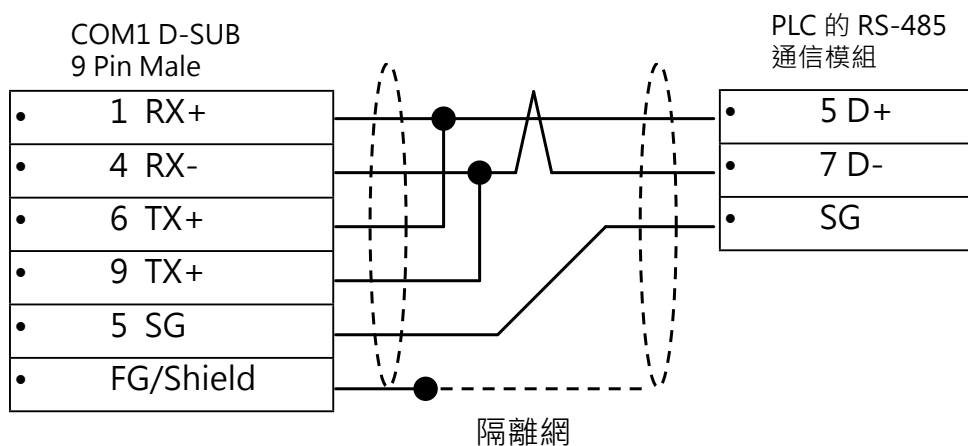 COM1 D-SUB
9 Pin Male
PLC 的 RS-485
通信模組
• 1 RX+
• 4 RX-
• 6 TX+
• 9 TX+
• 5 SG
• FG/Shield
• 5 D+
• 7 D-
• SG
隔離網